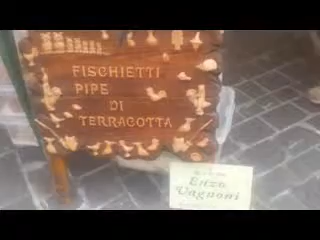 FISCHIETTI
PIPE
DI
TERRACOTTA
Enzo
Vagnoni